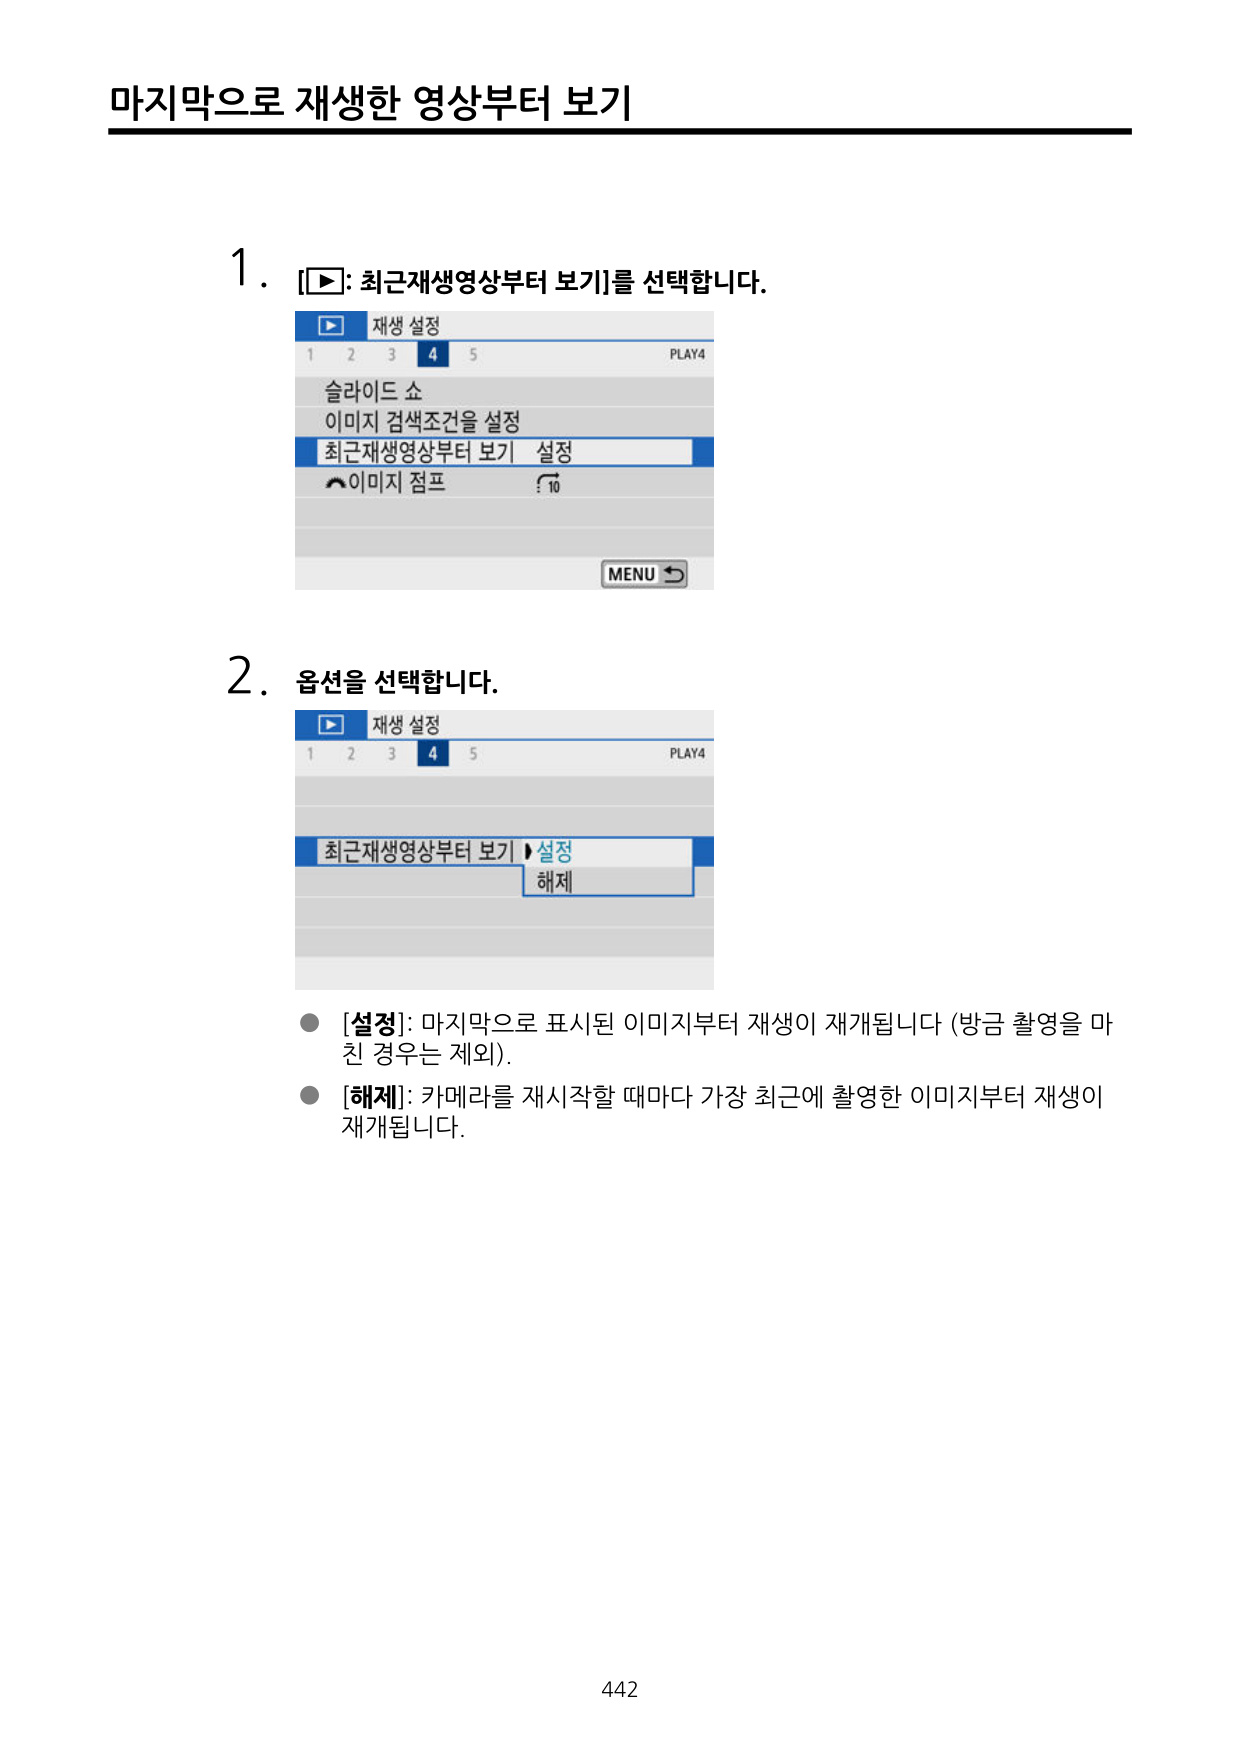 마지막으로 재생한 영상부터 보기
1. [▶: 최근재생영상부터 보기]를 선택합니다.
재생 설정
1 2 3 4 5 PLAY4
슬라이드 쇼
이미지 검색조건을 설정
최근재생영상부터 보기 설정
이미지 점프 10
MENU
2. 옵션을 선택합니다.
재생 설정
1 2 3 4 5 PLAY4
최근재생영상부터 보기 설정
해제
● [설정]: 마지막으로 표시된 이미지부터 재생이 재개됩니다 (방금 촬영을 마
친 경우는 제외).
● [해제]: 카메라를 재시작할 때마다 가장 최근에 촬영한 이미지부터 재생이
재개됩니다.
442